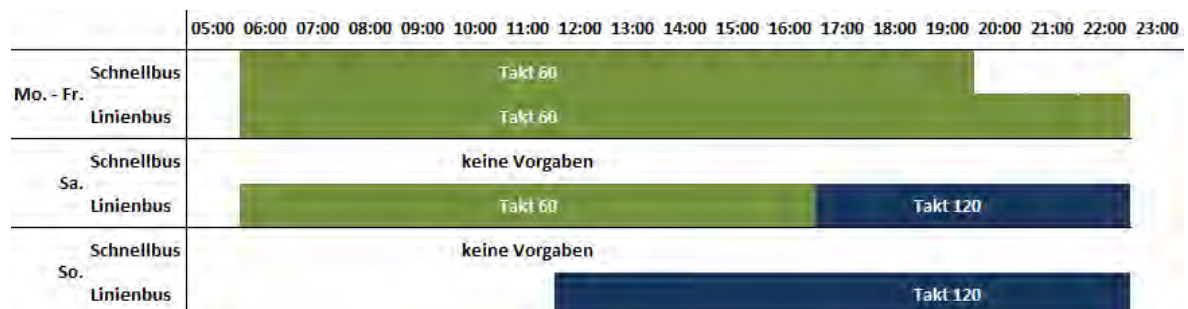 05:00 06:00 07:00 08:00 09:00 10:00 11:00 12:00 13:00 14:00 15:00 16:00 17:00 18:00 19:00 20:00 21:00 22:00 23:00
Mo. - Fr.
Schnellbus Takt 60
Linienbus Takt 60
Sa.
Schnellbus keine Vorgaben
Linienbus Takt 60 Takt 120
So.
Schnellbus keine Vorgaben
Linienbus Takt 120